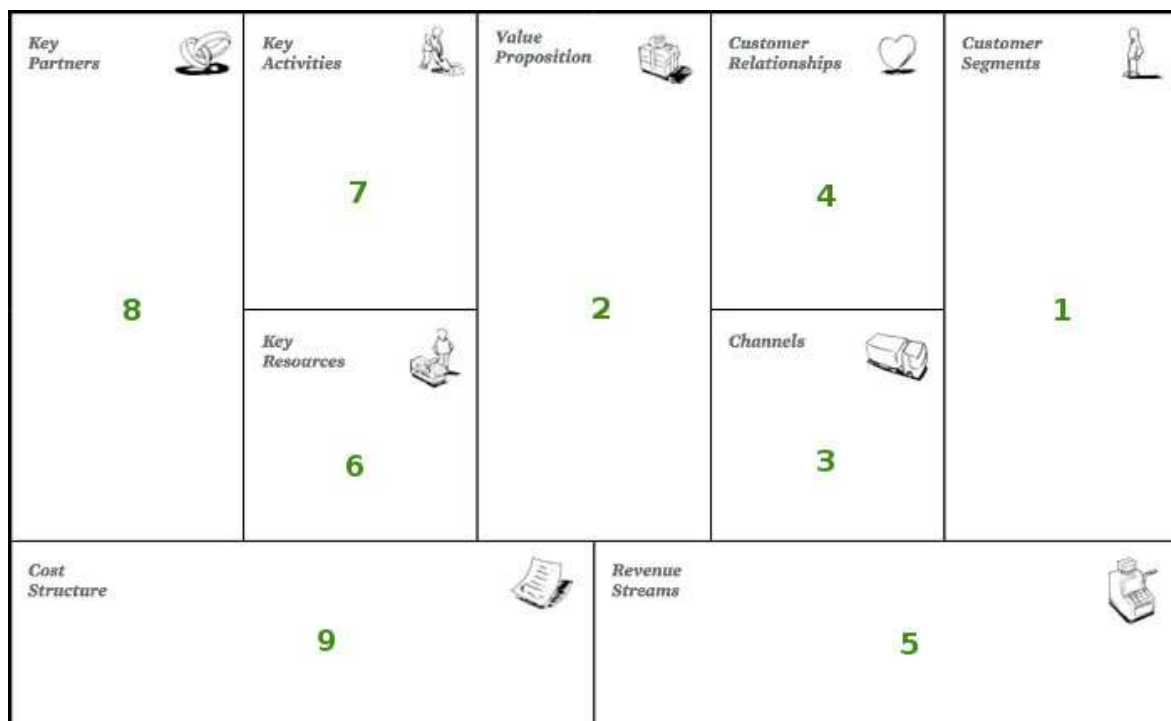 Key
Partners
8
Key
Activities
7
Key
Resources
6
Value
Proposition
2
Customer
Relationships
4
Channels
3
Customer
Segments
1
Cost
Structure
9
Revenue
Streams
5